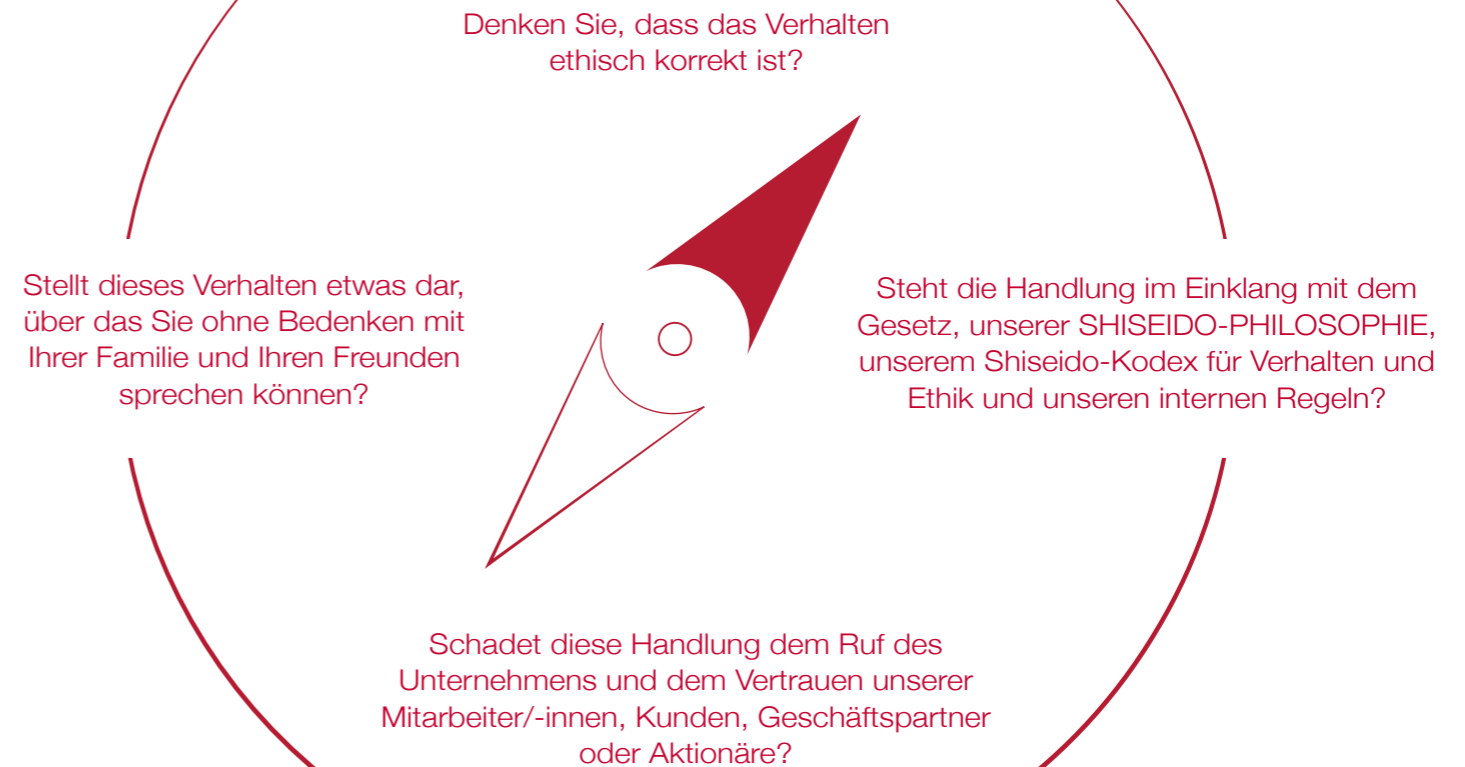 Denken Sie, dass das Verhalten
ethisch korrekt ist?
Stellt dieses Verhalten etwas dar,
über das Sie ohne Bedenken mit
Ihrer Familie und Ihren Freunden
sprechen können?
Steht die Handlung im Einklang mit dem
Gesetz, unserer SHISEIDO-PHILOSOPHIE,
unserem Shiseido-Kodex für Verhalten und
Ethik und unseren internen Regeln?
Schadet diese Handlung dem Ruf des
Unternehmens und dem Vertrauen unserer
Mitarbeiter/-innen, Kunden, Geschäftspartner
oder Aktionäre?